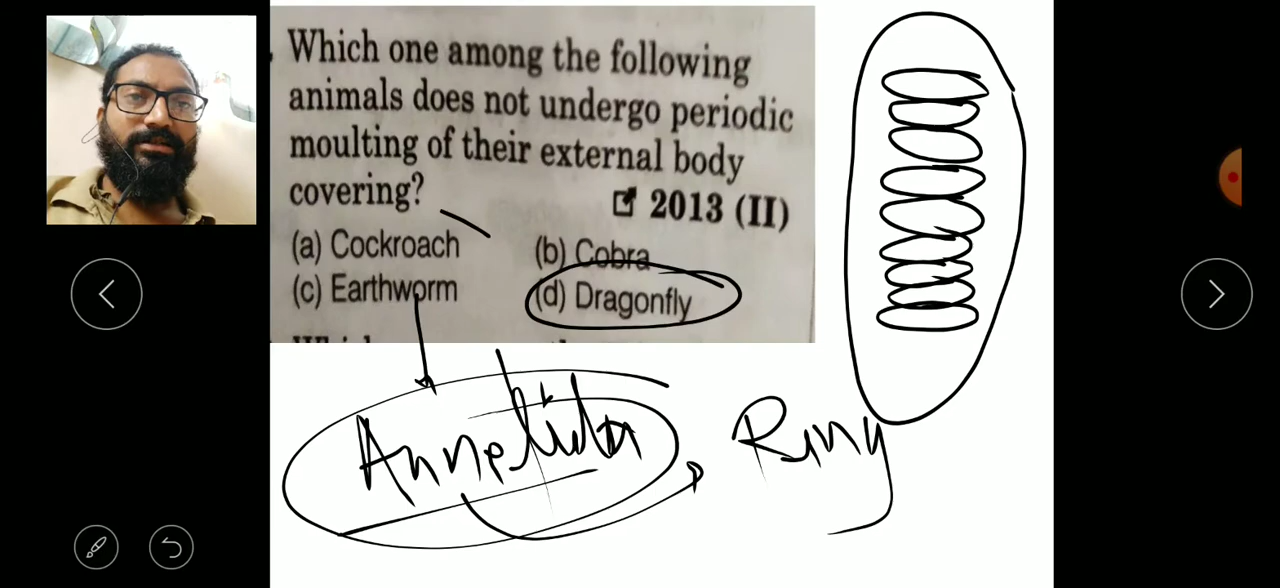 Which one among the following
animals does not undergo periodic
moulting of their external body
covering?
2013 (II)
(a) Cockroach (b) Cobra
(c) Earthworm (d) Dragonfly
Annelida
Ring